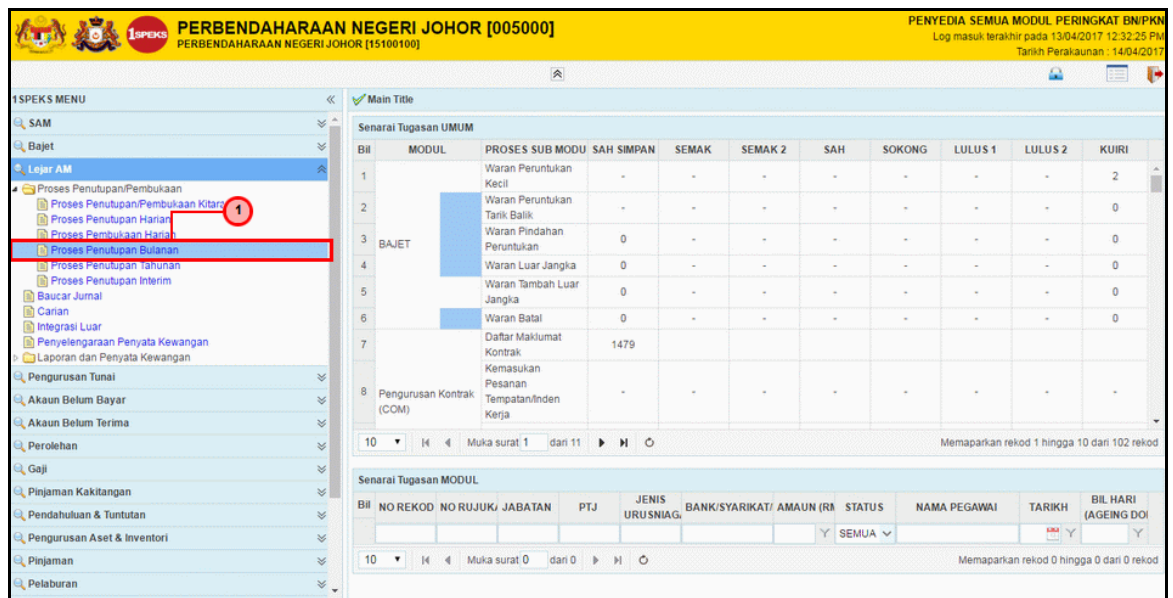 1SPEKS
PERBENDAHARAAN NEGERI JOHOR [005000]
PERBENDAHARAAN NEGERI JOHOR [15100100]
PENYEDIA SEMUA MODUL PERINGKAT BN/PKN
Log masuk terakhir pada 13/04/2017 12:32:25 PM
Tarikh Perakaunan : 14/04/2017
1SPEKS MENU
SAM
Bajet
Lejar AM
Proses Penutupan/Pembukaan
Proses Penutupan/Pembukaan Kitara
Proses Penutupan Harian
Proses Pembukaan Harian
1
Proses Penutupan Bulanan
Proses Penutupan Tahunan
Proses Penutupan Interim
Baucar Jurnal
Carian
Integrasi Luar
Penyelengaraan Penyata Kewangan
Laporan dan Penyata Kewangan
Pengurusan Tunai
Akaun Belum Bayar
Akaun Belum Terima
Perolehan
Gaji
Pinjaman Kakitangan
Pendahuluan & Tuntutan
Pengurusan Aset & Inventori
Pinjaman
Pelaburan
Main Title
Senarai Tugasan UMUM
Bil MODUL PROSES SUB MODU SAH SIMPAN SEMAK SEMAK 2 SAH SOKONG LULUS 1 LULUS 2 KUIRI
1 Waran Peruntukan Kecil - - - - - - - 2
2 Waran Peruntukan Tarik Balik - - - - - - - 0
3 BAJET Waran Pindahan Peruntukan 0 - - - - - - 0
4 Waran Luar Jangka 0 - - - - - - 0
5 Waran Tambah Luar Jangka 0 - - - - - - 0
6 Waran Batal 0 - - - - - - 0
7 Daftar Maklumat Kontrak 1479
8 Pengurusan Kontrak (COM) Kemasukan Pesanan Tempatan/Inden Kerja - - - - - - - -
10 Muka surat 1 dari 11 Memaparkan rekod 1 hingga 10 dari 102 rekod
Senarai Tugasan MODUL
Bil NO REKOD NO RUJUK JABATAN PTJ JENIS URUSNIAG BANK/SYARIKAT/ AMAUN (RM STATUS NAMA PEGAWAI TARIKH BIL HARI (AGEING DO
SEMUA
10 Muka surat 0 dari 0 Memaparkan rekod 0 hingga 0 dari 0 rekod